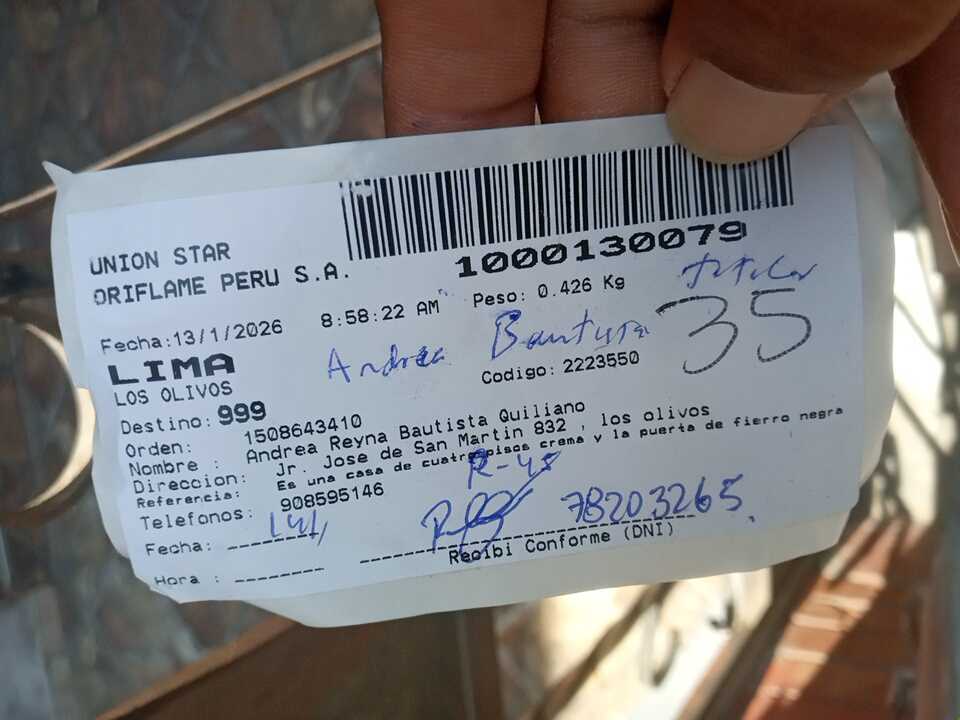 1000130079
UNION STAR
ORIFLAME PERU S.A.
titular
Fecha:13/1/2026 8:58:22 AM Peso: 0.426 Kg
35
LIMA
Andrea Bautista
LOS OLIVOS
Codigo: 2223550
Destino: 999
Orden: 1508643410
Nombre : Andrea Reyna Bautista Quiliano
Direccion: Jr. Jose de San Martin 832 , los olivos
Referencia: Es una casa de cuatro pisos crema y la puerta de fierro negra
Telefonos: 908595146
R-45
78203265
Fecha:
Hora :
Recibi Conforme (DNI)